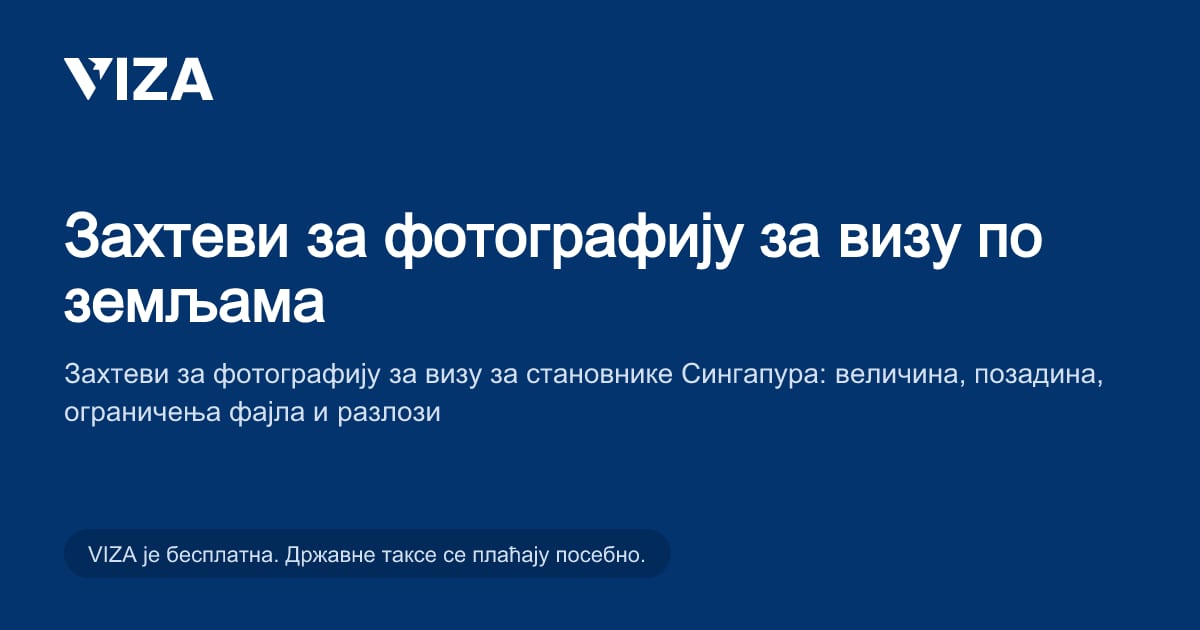 VIZA
Захтеви за фотографију за визу по
земљама
Захтеви за фотографију за визу за становнике Сингапура: величина, позадина,
ограничења фајла и разлози
VIZA је бесплатна. Државне таксе се плаћају посебно.